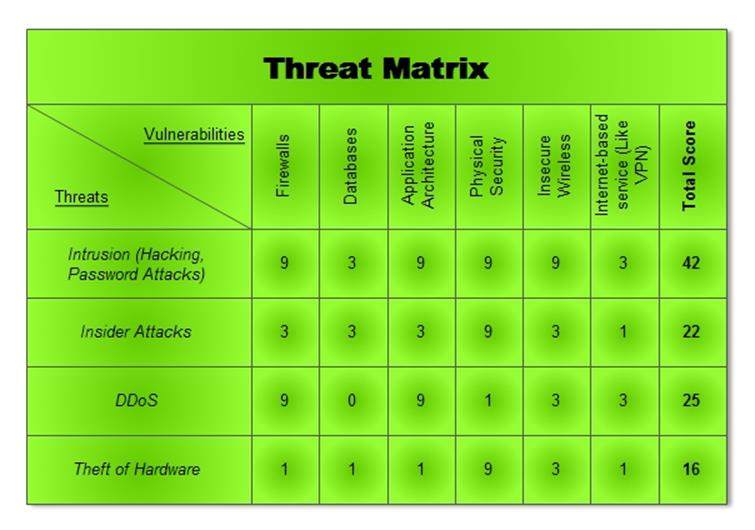 Threat Matrix
Vulnerabilities
Threats
Firewalls
Databases
Application
Architecture
Physical
Security
Insecure
Wireless
Internet-based
service (Like
VPN)
Total Score
Intrusion (Hacking,
Password Attacks)
9 3 9 9 9 3 42
Insider Attacks 3 3 3 9 3 1 22
DDoS 9 0 9 1 3 3 25
Theft of Hardware 1 1 1 9 3 1 16